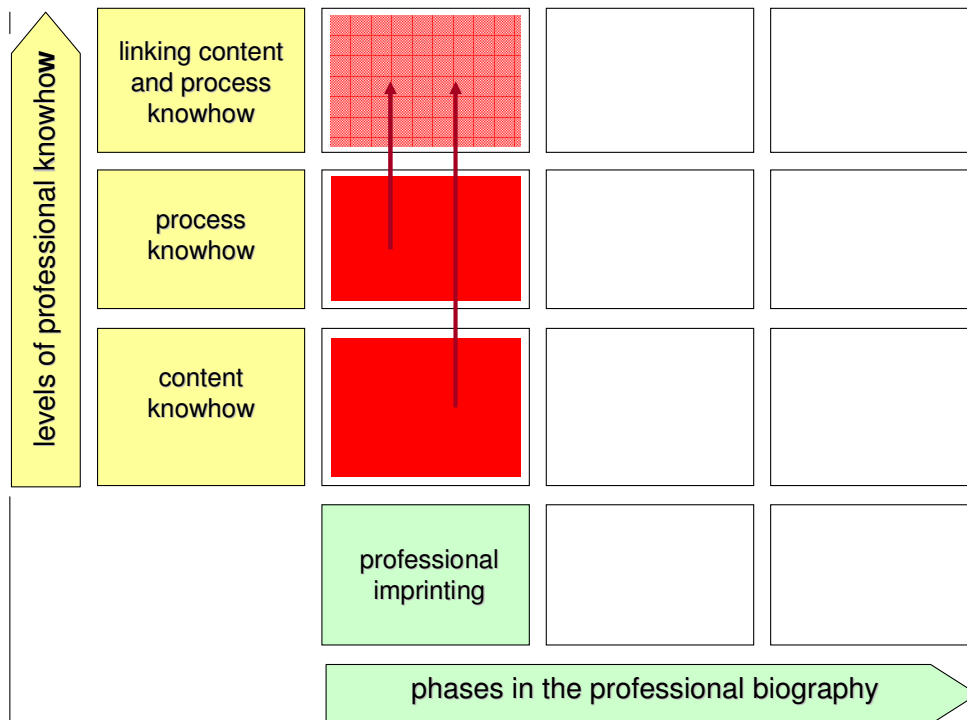 levels of professional knowhow
linking content
and process
knowhow
process
knowhow
content
knowhow
professional
imprinting
phases in the professional biography